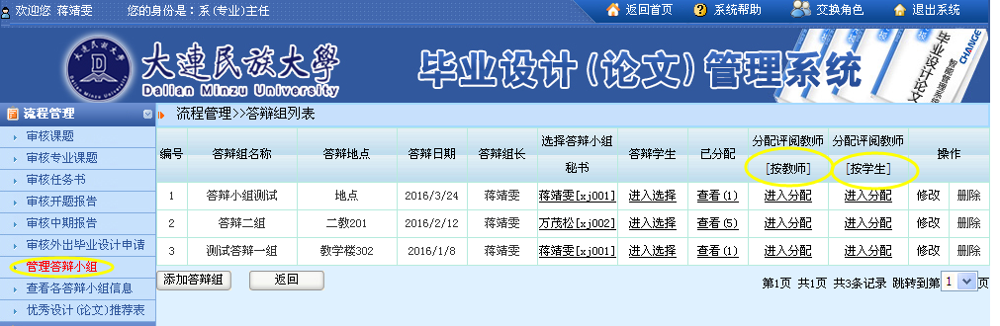 欢迎您 蒋靖雯 您的身份是：系(专业)主任 返回首页 系统帮助 交换角色 退出系统
大連民族大學 毕业设计(论文)管理系统
Dalian Minzu University
毕业设计论文
智能管理系统
CHANGE
流程管理
流程管理>>答辩组列表
审核课题
审核专业课题
审核任务书
审核开题报告
审核中期报告
审核外出毕业设计申请
管理答辩小组
查看各答辩小组信息
优秀设计(论文)推荐表
编号 答辩组名称 答辩地点 答辩日期 答辩组长 选择答辩小组秘书 答辩学生 已分配 分配评阅教师[按教师] 分配评阅教师[按学生] 操作
1 答辩小组测试 地点 2016/3/24 蒋靖雯 蒋靖雯[xj001] 进入选择 查看(1) 进入分配 进入分配 修改 删除
2 答辩二组 二教201 2016/2/12 蒋靖雯 万茂松[xj002] 进入选择 查看(5) 进入分配 进入分配 修改 删除
3 测试答辩一组 教学楼302 2016/1/8 蒋靖雯 蒋靖雯[xj001] 进入选择 查看(1) 进入分配 进入分配 修改 删除
添加答辩组 返回 第1页 共1页 共3条记录 跳转到第 1 页